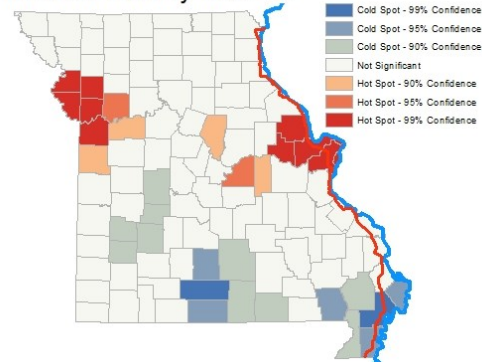 Cold Spot - 99% Confidence
Cold Spot - 95% Confidence
Cold Spot - 90% Confidence
Not Significant
Hot Spot - 90% Confidence
Hot Spot - 95% Confidence
Hot Spot - 99% Confidence